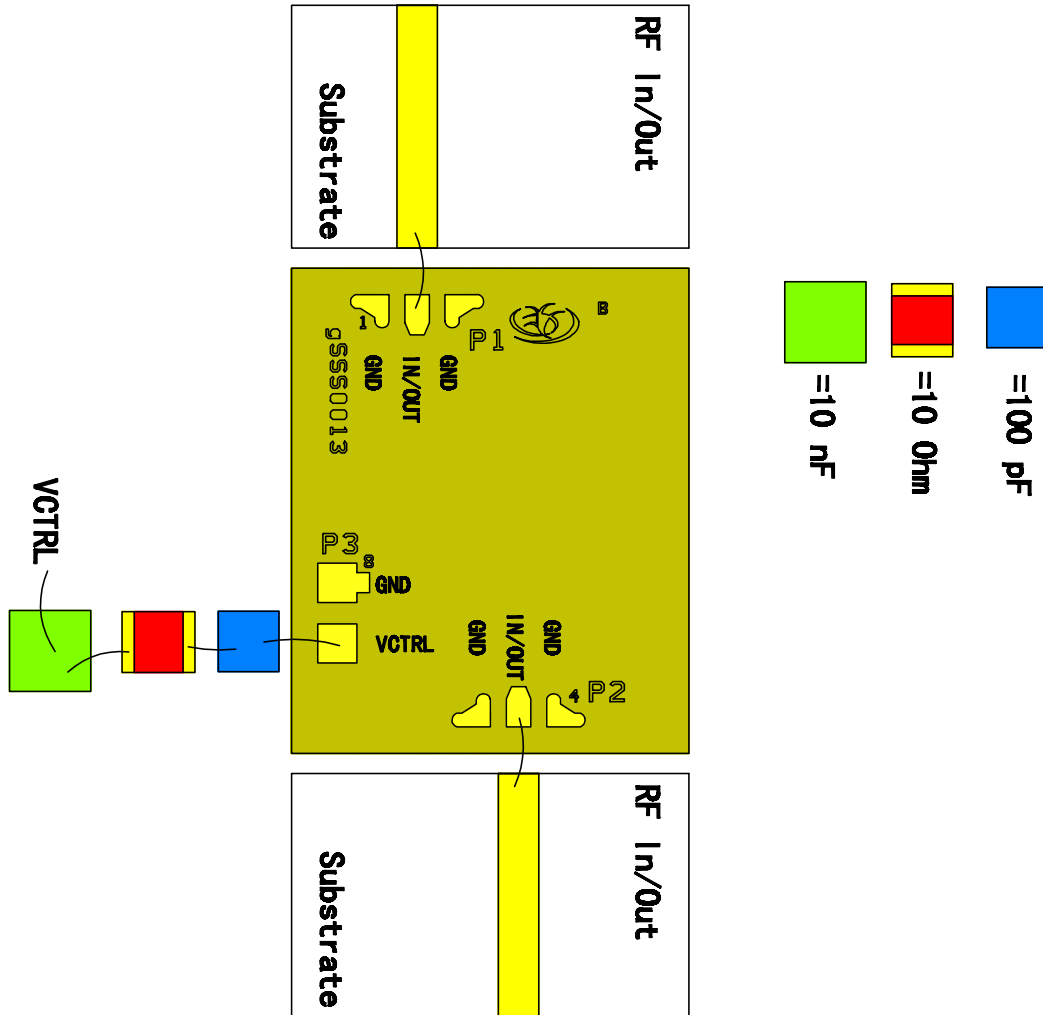 RF In/Out
Substrate
B
1
P1
GND
IN/OUT
GND
gSSS0013
=10 nF
=10 Ohm
=100 pF
VCTRL
P3
8
GND
VCTRL
GND
IN/OUT
GND
4
P2
RF In/Out
Substrate